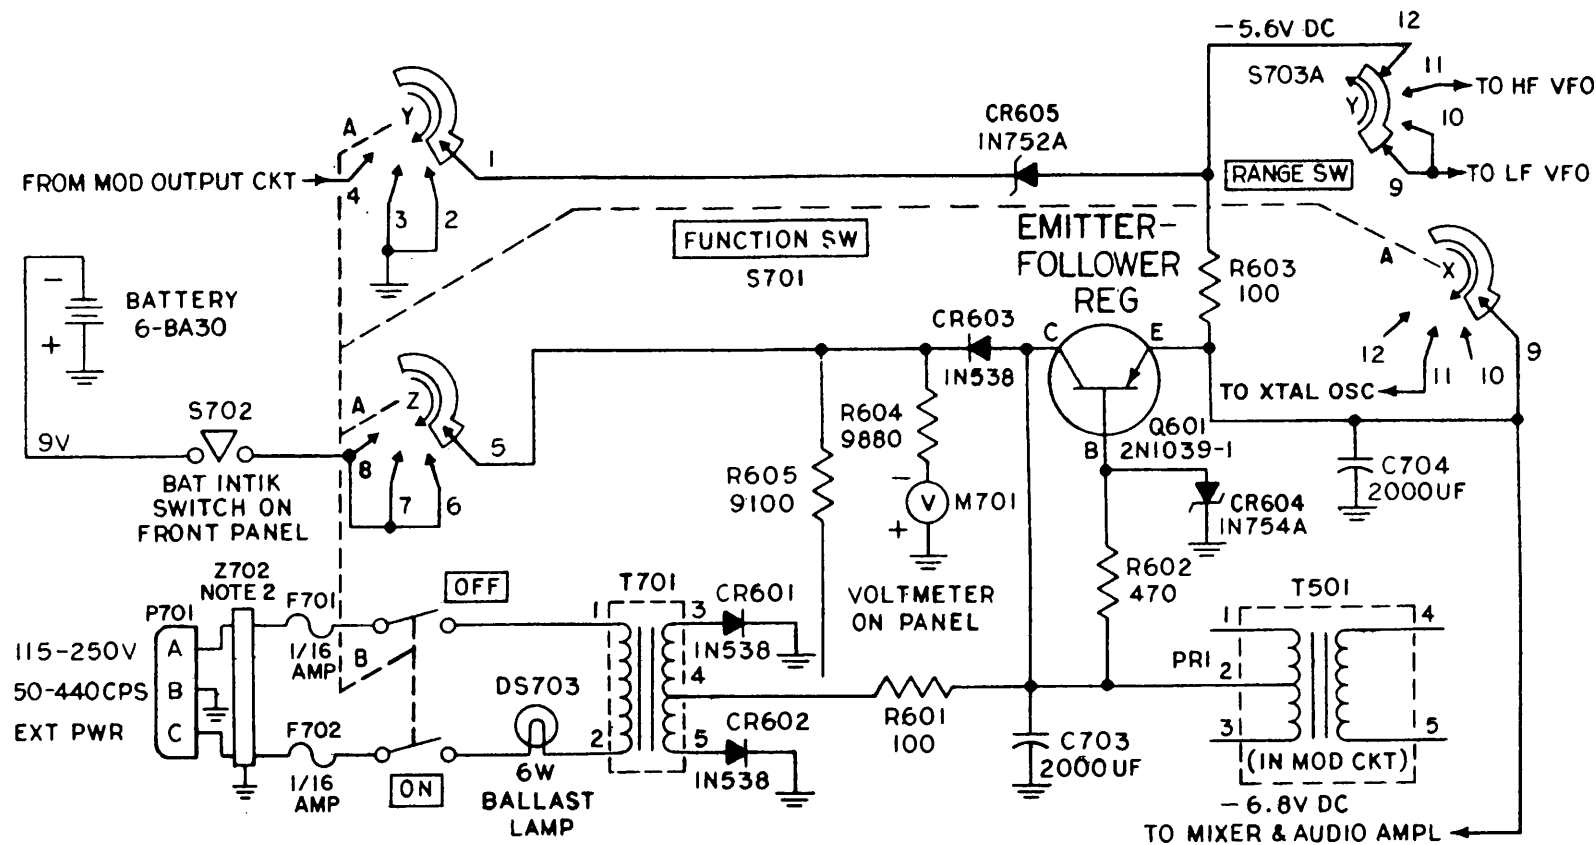 -5.6V DC
12
S703A
Y
11
TO HF VFO
10
9
TO LF VFO
RANGE SW
CR605
1N752A
A
Y
1
FROM MOD OUTPUT CKT
4
3
2
FUNCTION SW
S701
EMITTER-
FOLLOWER
REG
R603
100
A
X
12
11
10
9
TO XTAL OSC
-
BATTERY
6-BA30
+
CR603
1N538
C
E
B
Q601
2N1039-1
A
Z
5
8
7
6
S702
9V
BAT INTIK
SWITCH ON
FRONT PANEL
R604
9880
R605
9100
-
V
M701
+
CR604
1N754A
C704
2000UF
VOLTMETER
ON PANEL
R602
470
Z702
NOTE 2
P701
F701
1/16
AMP
OFF
B
115-250V
50-440CPS
EXT PWR
A
B
C
F702
1/16
AMP
ON
DS703
6W
BALLAST
LAMP
T701
1
2
3
4
5
CR601
1N538
CR602
1N538
R601
100
C703
2000UF
T501
1
PRI
2
3
4
5
(IN MOD CKT)
-6.8V DC
TO MIXER & AUDIO AMPL